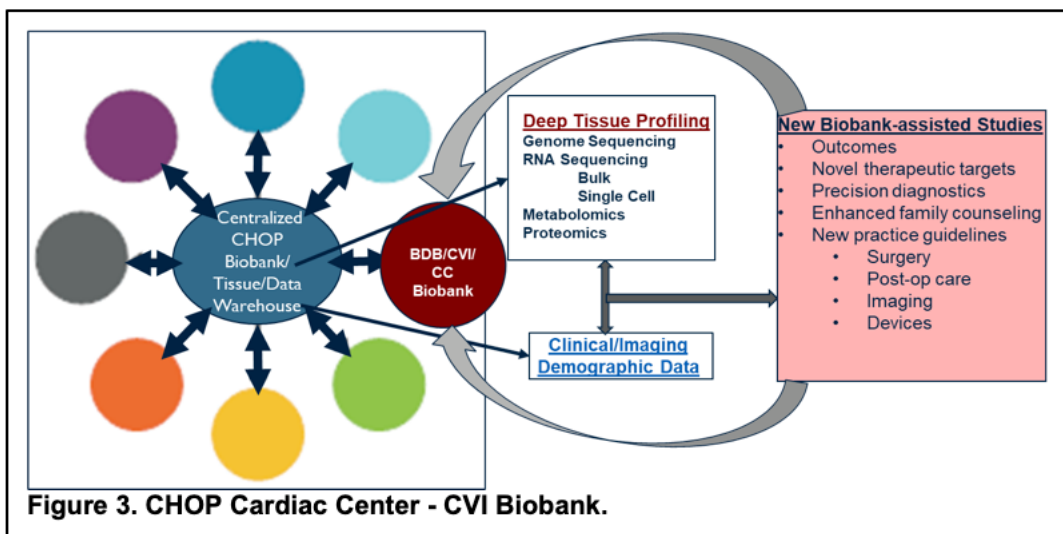 Centralized
CHOP
Biobank/
Tissue/Data
Warehouse
BDB/CVI/
CC
Biobank
Deep Tissue Profiling
Genome Sequencing
RNA Sequencing
Bulk
Single Cell
Metabolomics
Proteomics
Clinical/Imaging
Demographic Data
New Biobank-assisted Studies
• Outcomes
• Novel therapeutic targets
• Precision diagnostics
• Enhanced family counseling
• New practice guidelines
• Surgery
• Post-op care
• Imaging
• Devices
Figure 3. CHOP Cardiac Center - CVI Biobank.